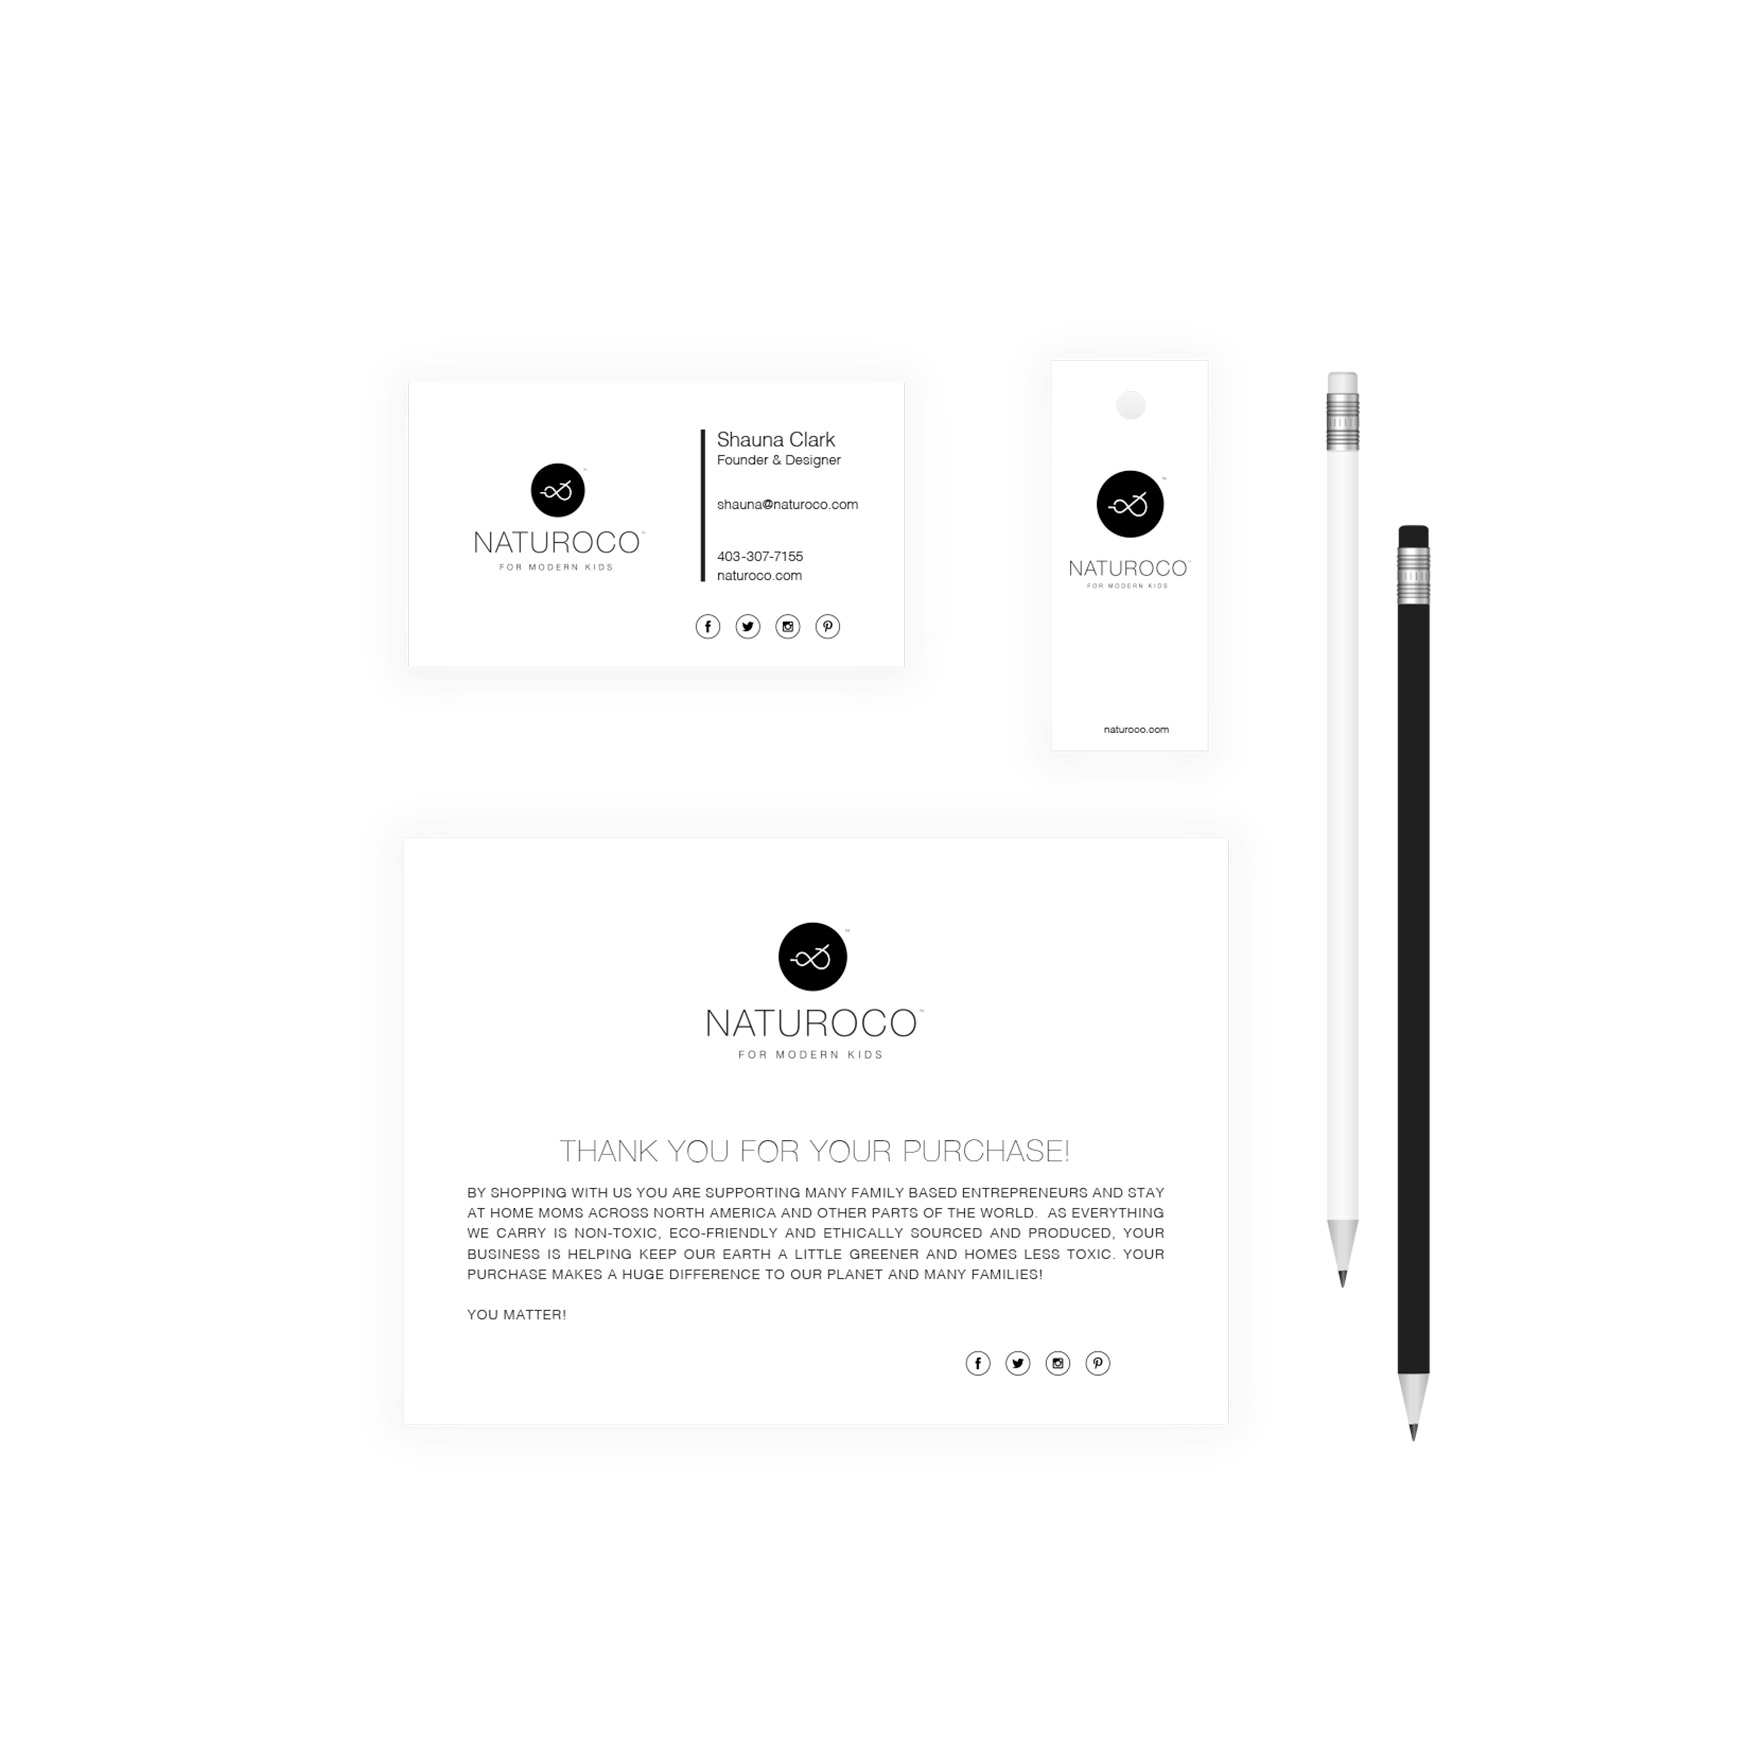 Shauna Clark
Founder & Designer
shauna@naturoco.com
NATUROCO™
FOR MODERN KIDS
403-307-7155
naturoco.com
NATUROCO™
FOR MODERN KIDS
naturoco.com
NATUROCO™
FOR MODERN KIDS
THANK YOU FOR YOUR PURCHASE!
BY SHOPPING WITH US YOU ARE SUPPORTING MANY FAMILY BASED ENTREPRENEURS AND STAY
AT HOME MOMS ACROSS NORTH AMERICA AND OTHER PARTS OF THE WORLD.  AS EVERYTHING
WE CARRY IS NON-TOXIC, ECO-FRIENDLY AND ETHICALLY SOURCED AND PRODUCED, YOUR
BUSINESS IS HELPING KEEP OUR EARTH A LITTLE GREENER AND HOMES LESS TOXIC. YOUR
PURCHASE MAKES A HUGE DIFFERENCE TO OUR PLANET AND MANY FAMILIES!
YOU MATTER!